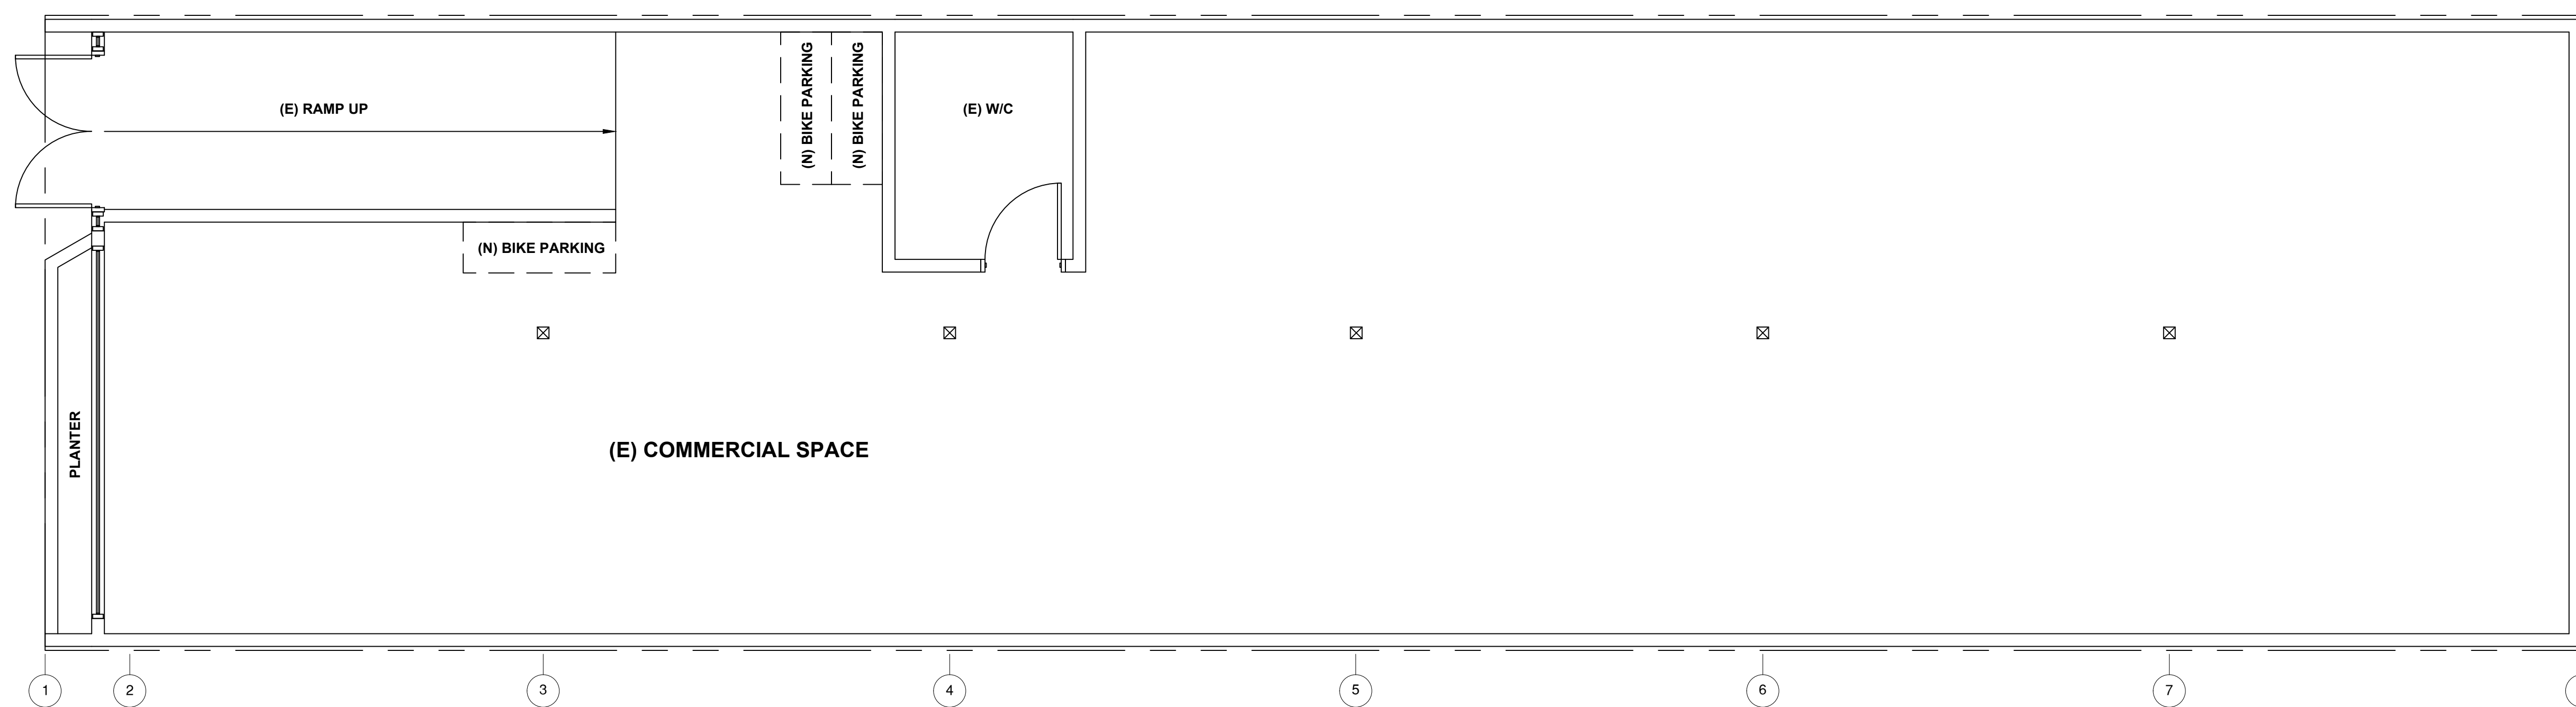 (N) BIKE PARKING
(N) BIKE PARKING
(E) RAMP UP
(E) W/C
(N) BIKE PARKING
PLANTER
(E) COMMERCIAL SPACE
1
2
3
4
5
6
7